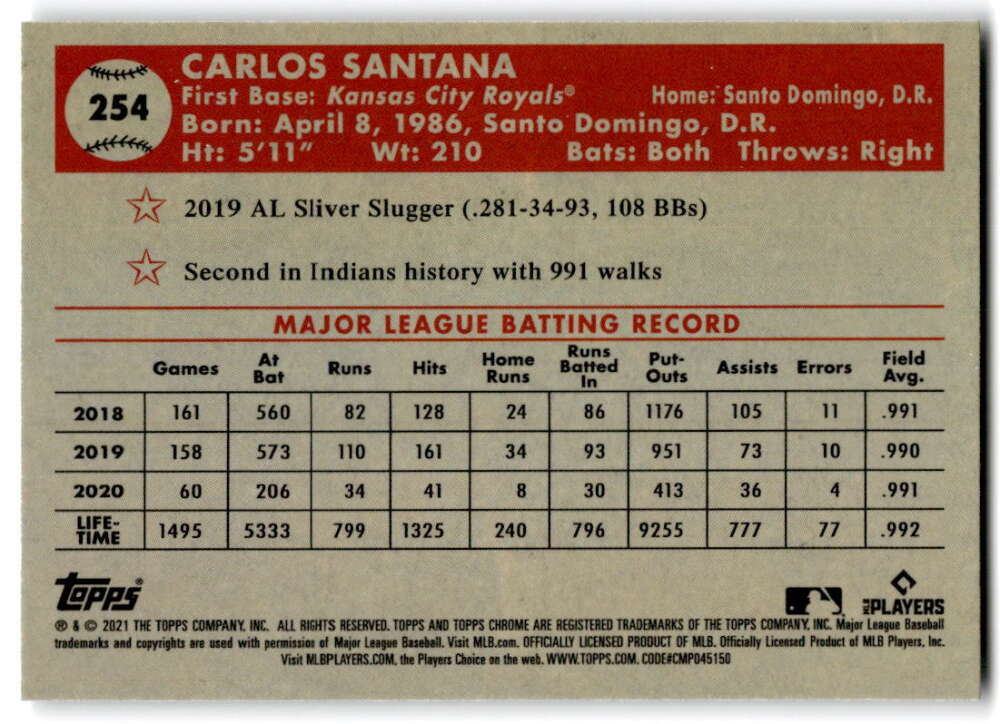 254
CARLOS SANTANA
First Base: Kansas City Royals® Home: Santo Domingo, D.R.
Born: April 8, 1986, Santo Domingo, D.R.
Ht: 5'11" Wt: 210 Bats: Both Throws: Right
2019 AL Sliver Slugger (.281-34-93, 108 BBs)
Second in Indians history with 991 walks
MAJOR LEAGUE BATTING RECORD
Games At Bat Runs Hits Home Runs Runs Batted In Put-Outs Assists Errors Field Avg.
2018 161 560 82 128 24 86 1176 105 11 .991
2019 158 573 110 161 34 93 951 73 10 .990
2020 60 206 34 41 8 30 413 36 4 .991
LIFE-TIME 1495 5333 799 1325 240 796 9255 777 77 .992
topps®
MLB PLAYERS
® & © 2021 THE TOPPS COMPANY, INC. ALL RIGHTS RESERVED. TOPPS AND TOPPS CHROME ARE REGISTERED TRADEMARKS OF THE TOPPS COMPANY, INC. Major League Baseball
trademarks and copyrights are used with permission of Major League Baseball. Visit MLB.com. OFFICIALLY LICENSED PRODUCT OF MLB. Officially Licensed Product of MLB Players, Inc.
Visit MLBPLAYERS.COM, the Players Choice on the web. WWW.TOPPS.COM. CODE#CMP045150